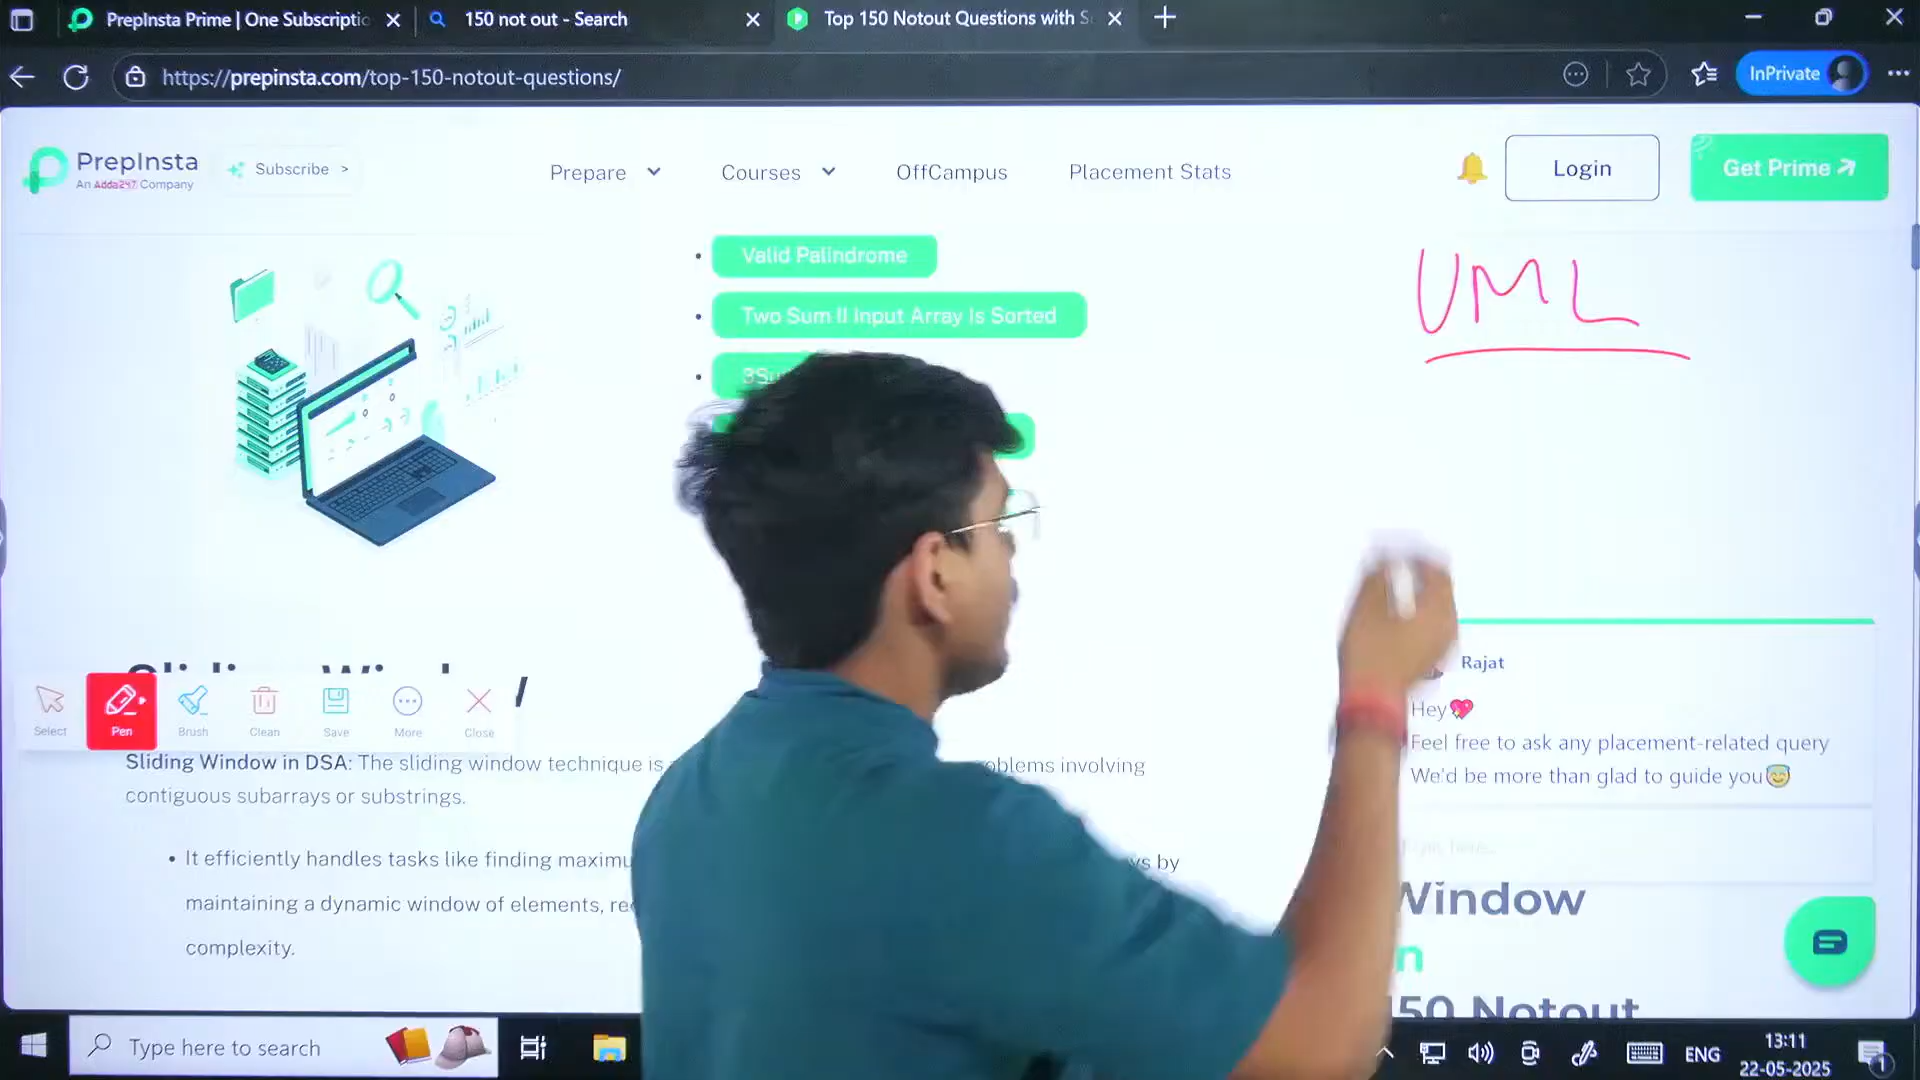 PrepInsta Prime | One Subscriptio
150 not out - Search
Top 150 Notout Questions with S
https://prepinsta.com/top-150-notout-questions/
InPrivate
PrepInsta
An Adda247 Company
Subscribe >
Prepare
Courses
OffCampus
Placement Stats
Login
Get Prime
Valid Palindrome
Two Sum II Input Array Is Sorted
UML
Select
Pen
Brush
Clean
Save
More
Close
Sliding Window in DSA: The sliding window technique is
contiguous subarrays or substrings.
It efficiently handles tasks like finding
maintaining a dynamic window of elements,
complexity.
involving
by
Rajat
Hey💖
Feel free to ask any placement-related query
We'd be more than glad to guide you😇
Window
150 Notout
Type here to search
ENG
13:11
22-05-2025
1